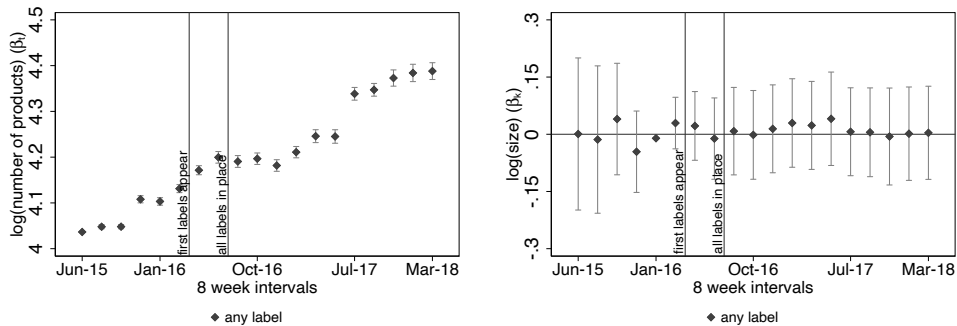 log(number of products) (βt)
4.5
4.4
4.3
4.2
4.1
4
first labels appear
all labels in place
Jun-15
Jan-16
Oct-16
Jul-17
Mar-18
8 week intervals
any label
log(size) (βk)
.3
.15
0
-.15
-.3
first labels appear
all labels in place
Jun-15
Jan-16
Oct-16
Jul-17
Mar-18
8 week intervals
any label